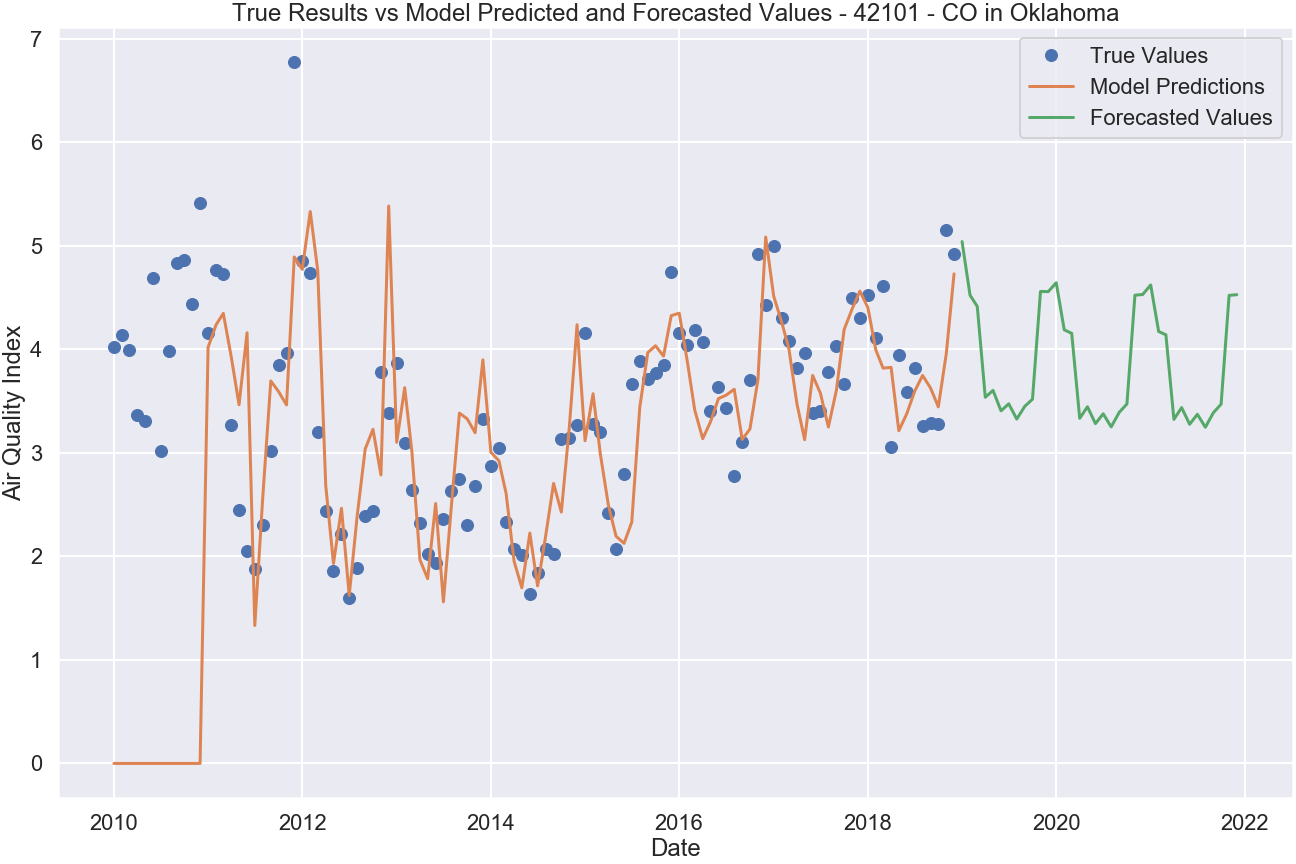 True Results vs Model Predicted and Forecasted Values - 42101 - CO in Oklahoma
True Values
Model Predictions
Forecasted Values
Air Quality Index
7
6
5
4
3
2
1
0
2010 2012 2014 2016 2018 2020 2022
Date